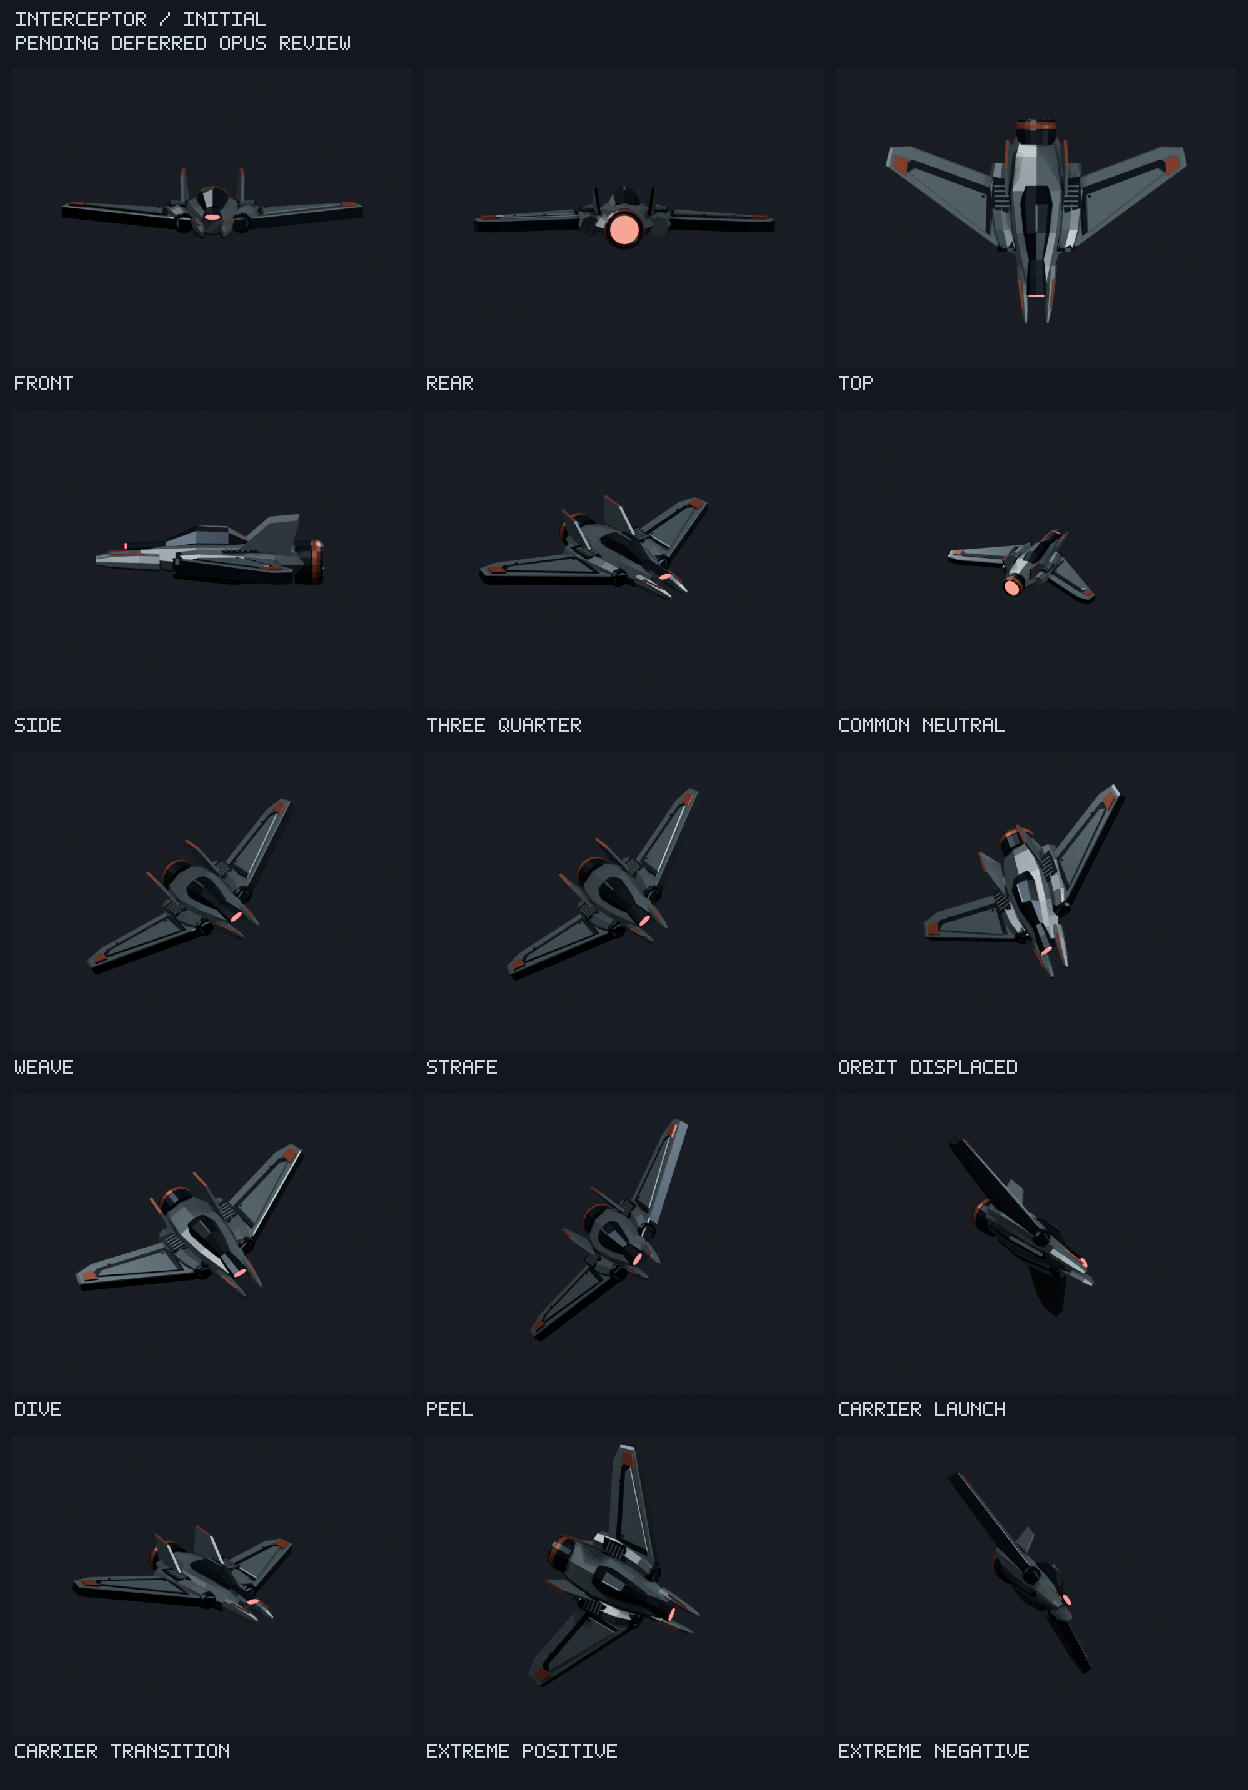 INTERCEPTOR / INITIAL
PENDING DEFERRED OPUS REVIEW
FRONT
REAR
TOP
SIDE
THREE QUARTER
COMMON NEUTRAL
WEAVE
STRAFE
ORBIT DISPLACED
DIVE
PEEL
CARRIER LAUNCH
CARRIER TRANSITION
EXTREME POSITIVE
EXTREME NEGATIVE